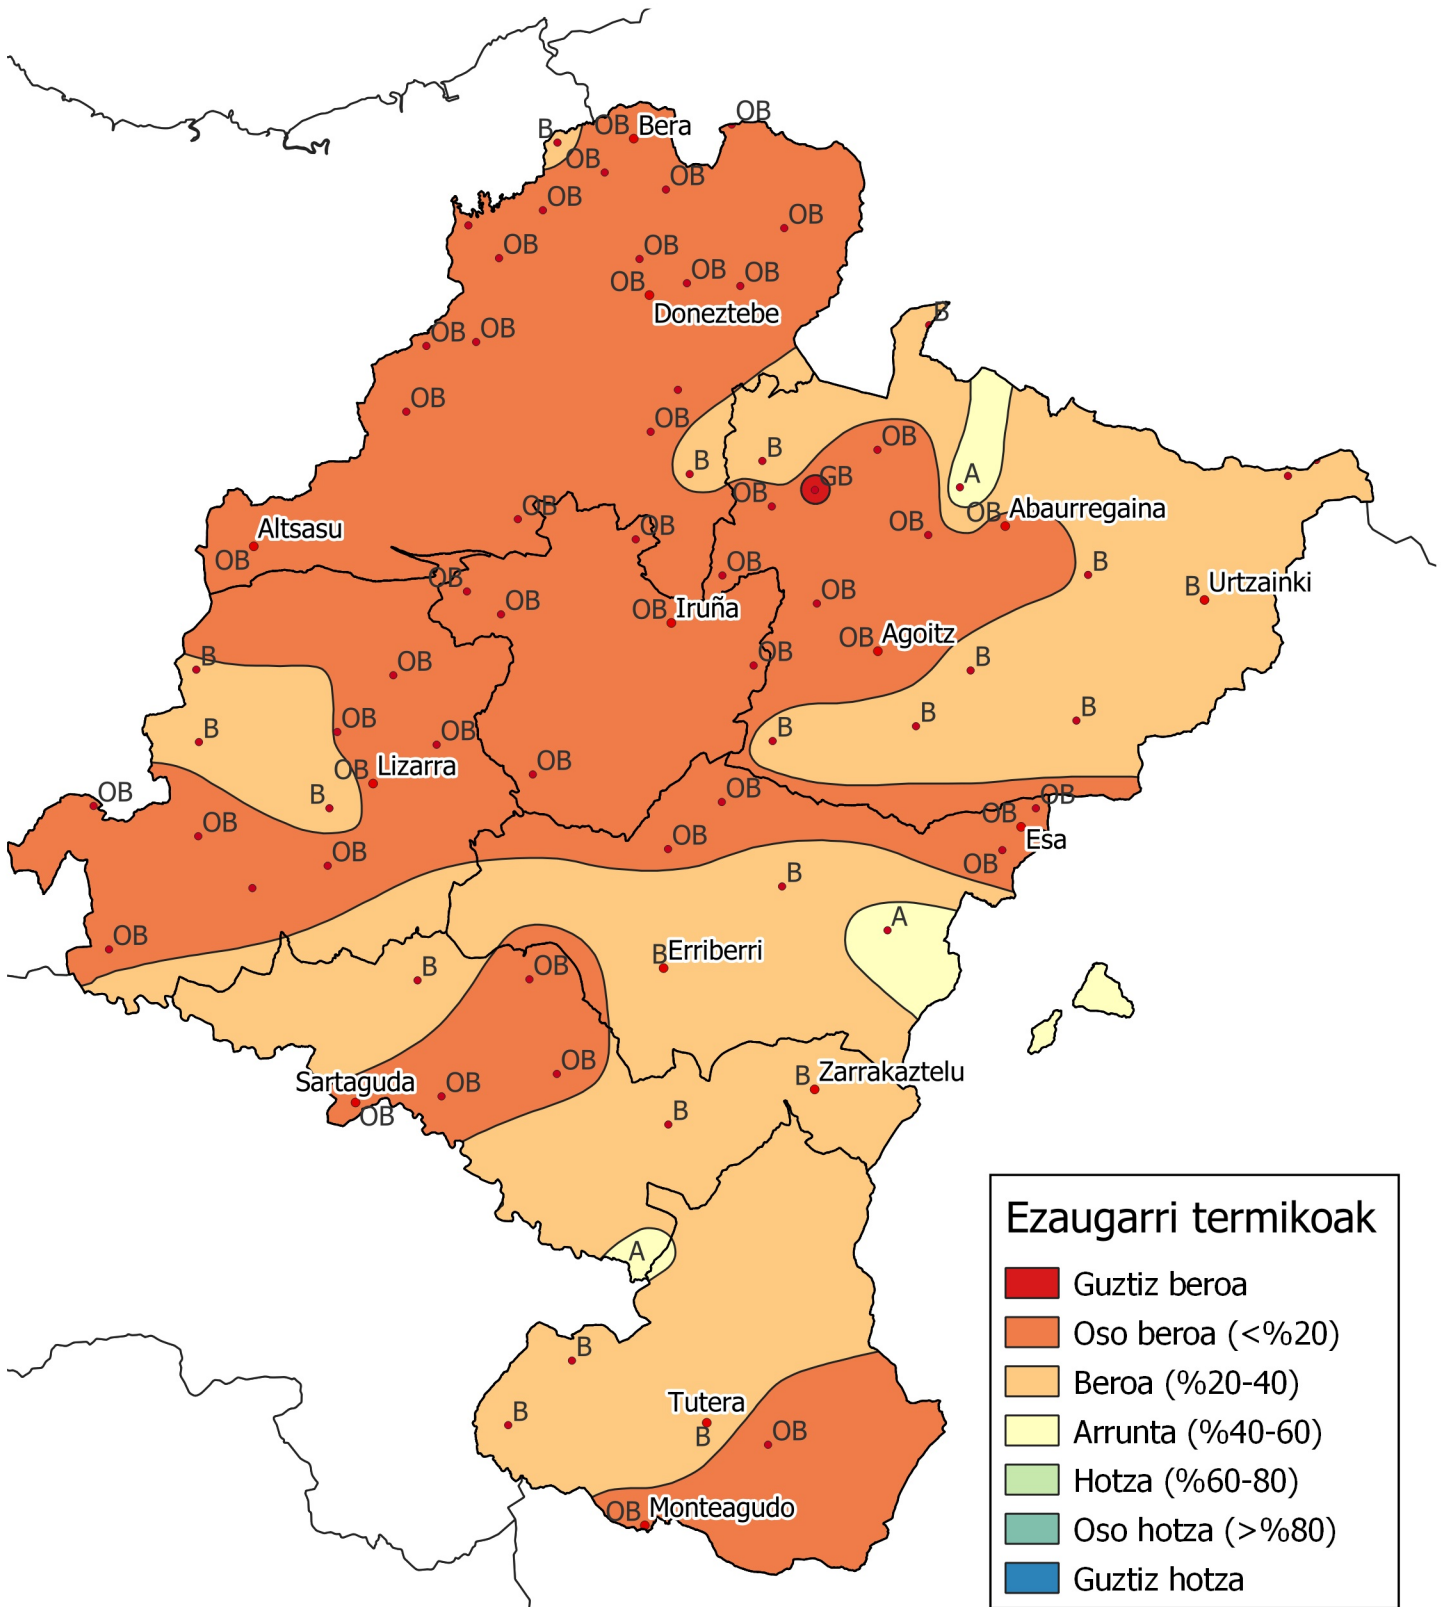 OB
B
OB Bera
OB
OB
OB
OB
OB
OB
OB
OB
OB
OB
Doneztebe
B
OB
OB
OB
OB
OB
B
B
A
GB
OB
OB
OB Abaurregaina
OB
OB
Altsasu
OB
OB
B
OB
B Urtzainki
OB
OB
OB Iruña
OB Agoitz
B
OB
OB
B
OB
B
B
OB
B
OB
B
OB Lizarra
OB
OB
B
OB
OB
OB
OB
Esa
OB
OB
OB
B
A
OB
B Erriberri
B
OB
OB
B Zarrakaztelu
Sartaguda
OB
OB
B
A
B
Tutera
B
B
OB
OB Monteagudo
Ezaugarri termikoak
Guztiz beroa
Oso beroa (<%20)
Beroa (%20-40)
Arrunta (%40-60)
Hotza (%60-80)
Oso hotza (>%80)
Guztiz hotza